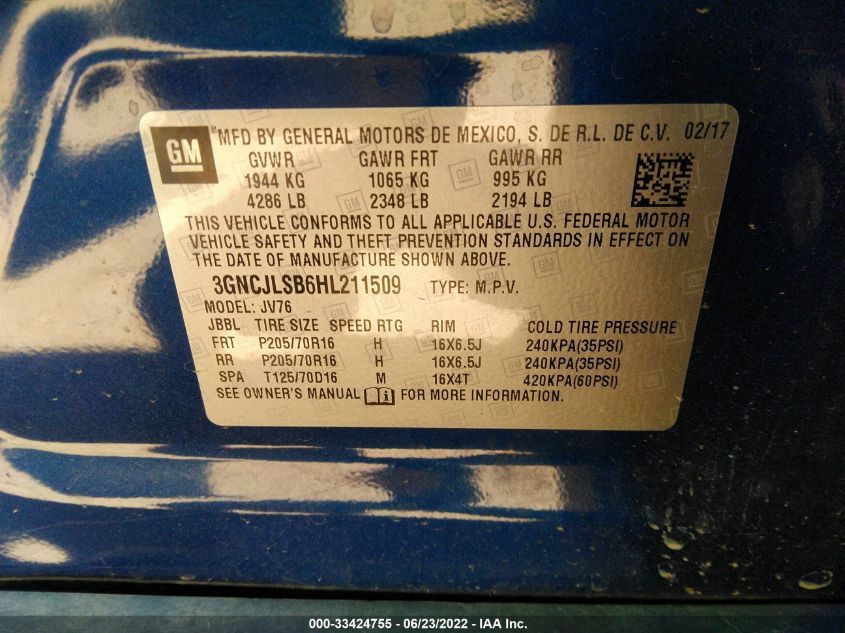 GM MFD BY GENERAL MOTORS DE MEXICO, S. DE R.L. DE C.V. 02/17
GVWR GAWR FRT GAWR RR
1944 KG 1065 KG 995 KG
4286 LB 2348 LB 2194 LB
THIS VEHICLE CONFORMS TO ALL APPLICABLE U.S. FEDERAL MOTOR
VEHICLE SAFETY AND THEFT PREVENTION STANDARDS IN EFFECT ON
THE DATE OF MANUFACTURE SHOWN ABOVE.
3GNCJLSB6HL211509 TYPE: M.P.V.
MODEL: JV76
JBBL TIRE SIZE SPEED RTG RIM COLD TIRE PRESSURE
FRT P205/70R16 H 16X6.5J 240KPA(35PSI)
RR P205/70R16 H 16X6.5J 240KPA(35PSI)
SPA T125/70D16 M 16X4T 420KPA(60PSI)
SEE OWNER'S MANUAL FOR MORE INFORMATION.
000-33424755 - 06/23/2022 - IAA Inc.